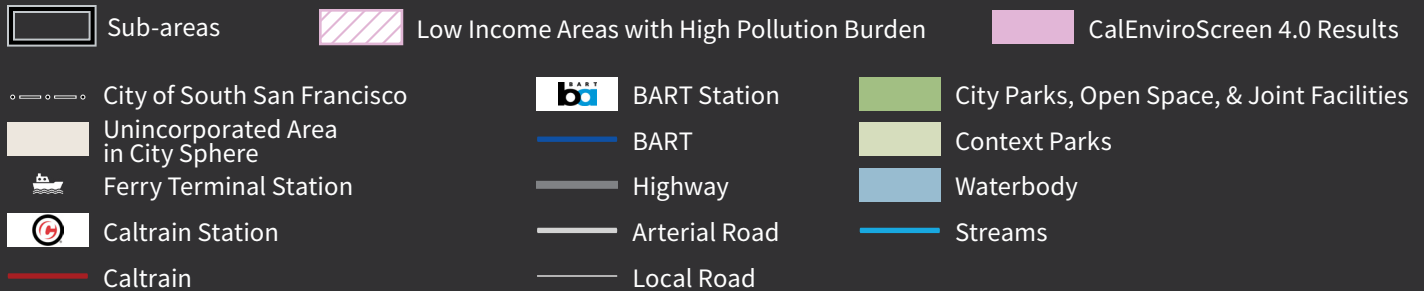 Sub-areas
Low Income Areas with High Pollution Burden
CalEnviroScreen 4.0 Results
City of South San Francisco
Unincorporated Area
in City Sphere
Ferry Terminal Station
Caltrain Station
Caltrain
BART
ba
BART Station
BART
Highway
Arterial Road
Local Road
City Parks, Open Space, & Joint Facilities
Context Parks
Waterbody
Streams